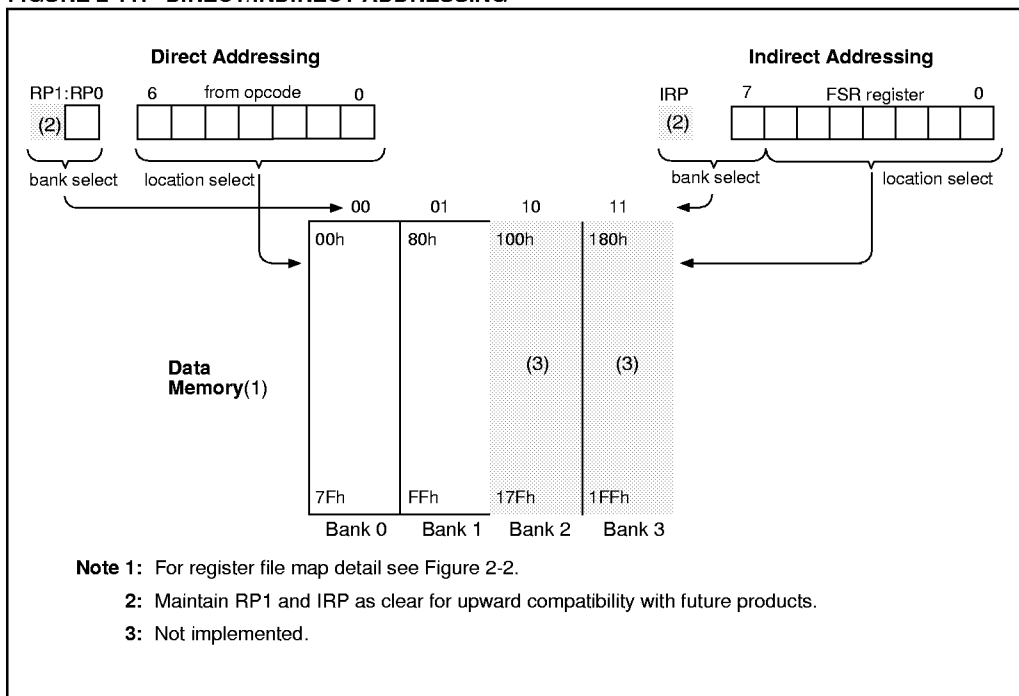 Direct Addressing
Indirect Addressing
RP1:RP0 6 from opcode 0
IRP 7 FSR register 0
(2)
(2)
bank select location select
bank select location select
00 01 10 11
00h 80h 100h 180h
Data
Memory(1)
(3) (3)
7Fh FFh 17Fh 1FFh
Bank 0 Bank 1 Bank 2 Bank 3
Note 1: For register file map detail see Figure 2-2.
2: Maintain RP1 and IRP as clear for upward compatibility with future products.
3: Not implemented.